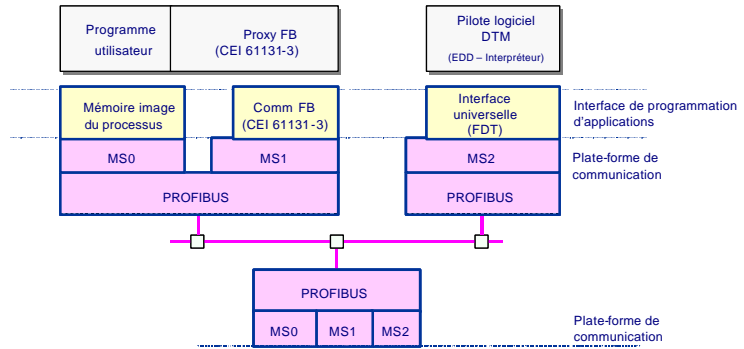 Programme
utilisateur
Proxy FB
(CEI 61131-3)
Pilote logiciel
DTM
(EDD – Interpréteur)
Mémoire image
du processus
Comm FB
(CEI 61131-3)
Interface
universelle
(FDT)
Interface de programmation
d'applications
MS0
MS1
MS2
Plate-forme de
communication
PROFIBUS
PROFIBUS
PROFIBUS
MS0
MS1
MS2
Plate-forme de
communication